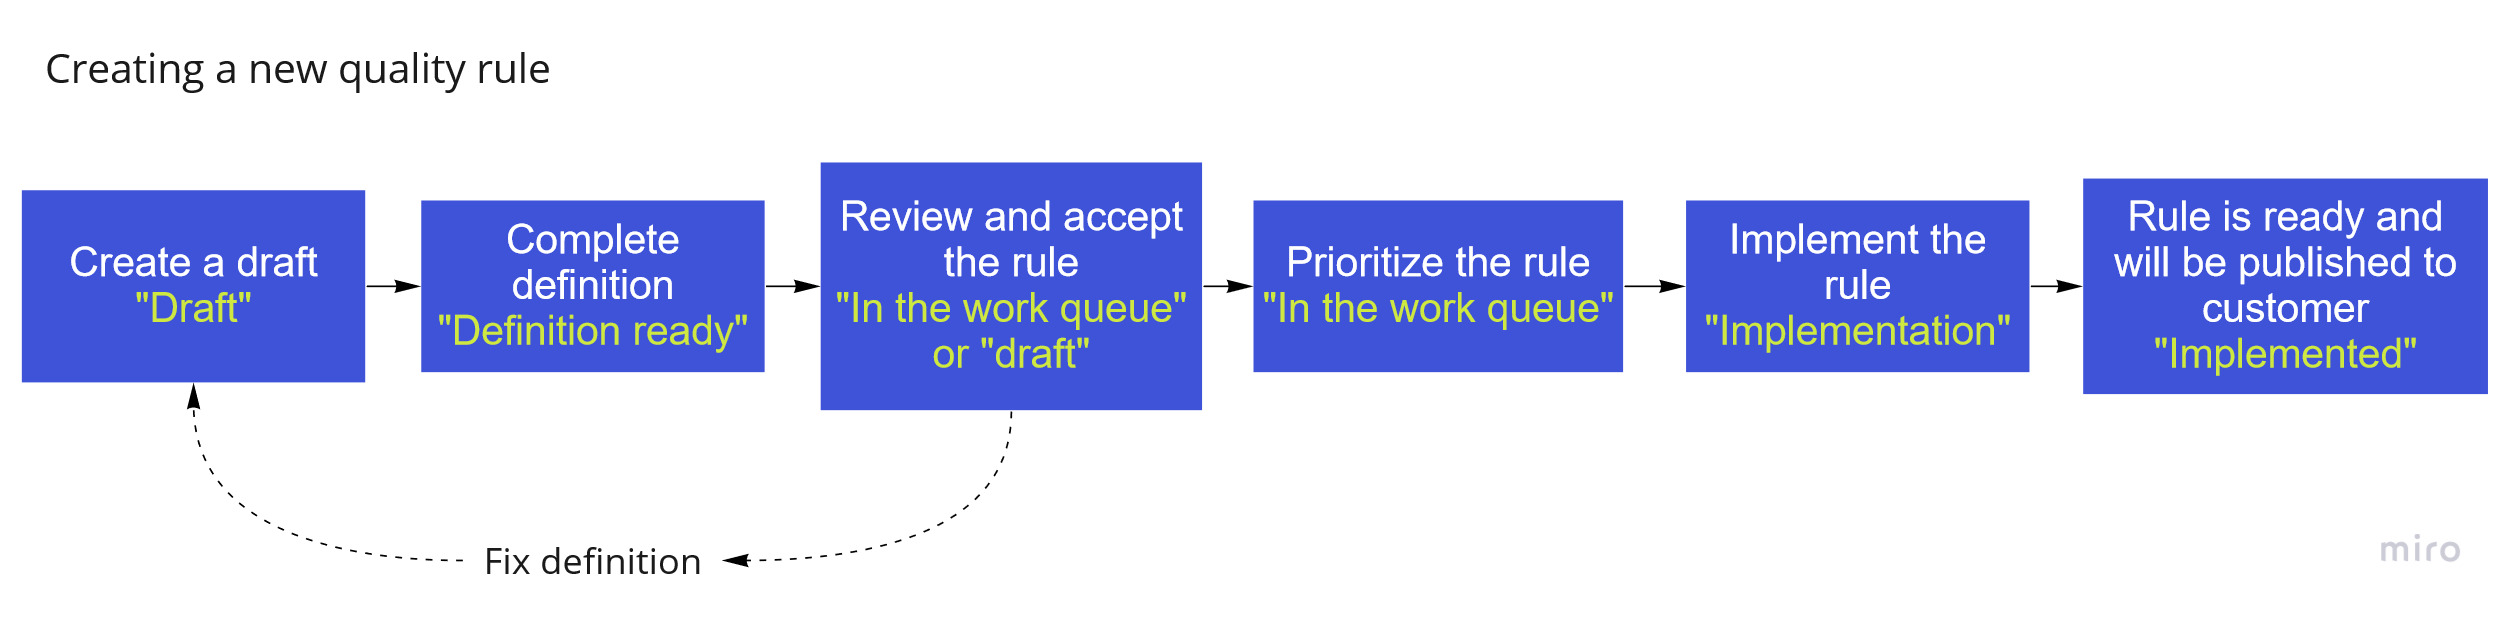 Creating a new quality rule
Create a draft
"Draft"
Complete
definition
"Definition ready"
Review and accept
the rule
"In the work queue"
or "draft"
Prioritize the rule
"In the work queue"
Implement the
rule
"Implementation"
Rule is ready and
will be published to
customer
"Implemented"
Fix definition
miro